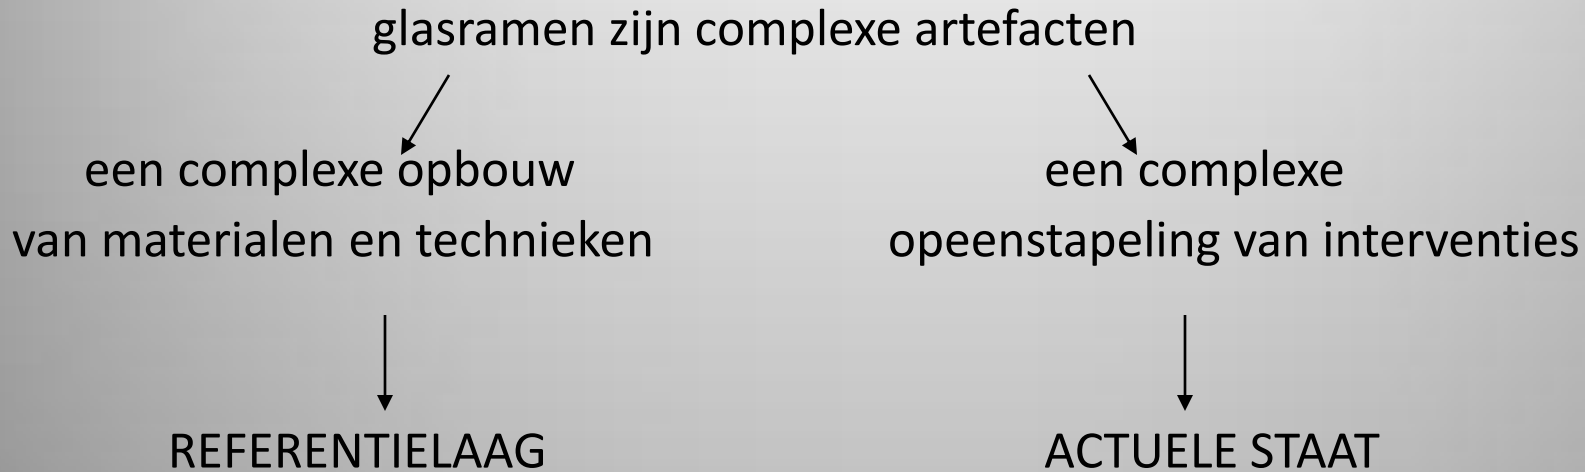 glasramen zijn complexe artefacten
een complexe opbouw
van materialen en technieken
een complexe
opeenstapeling van interventies
REFERENTIELAAG
ACTUELE STAAT